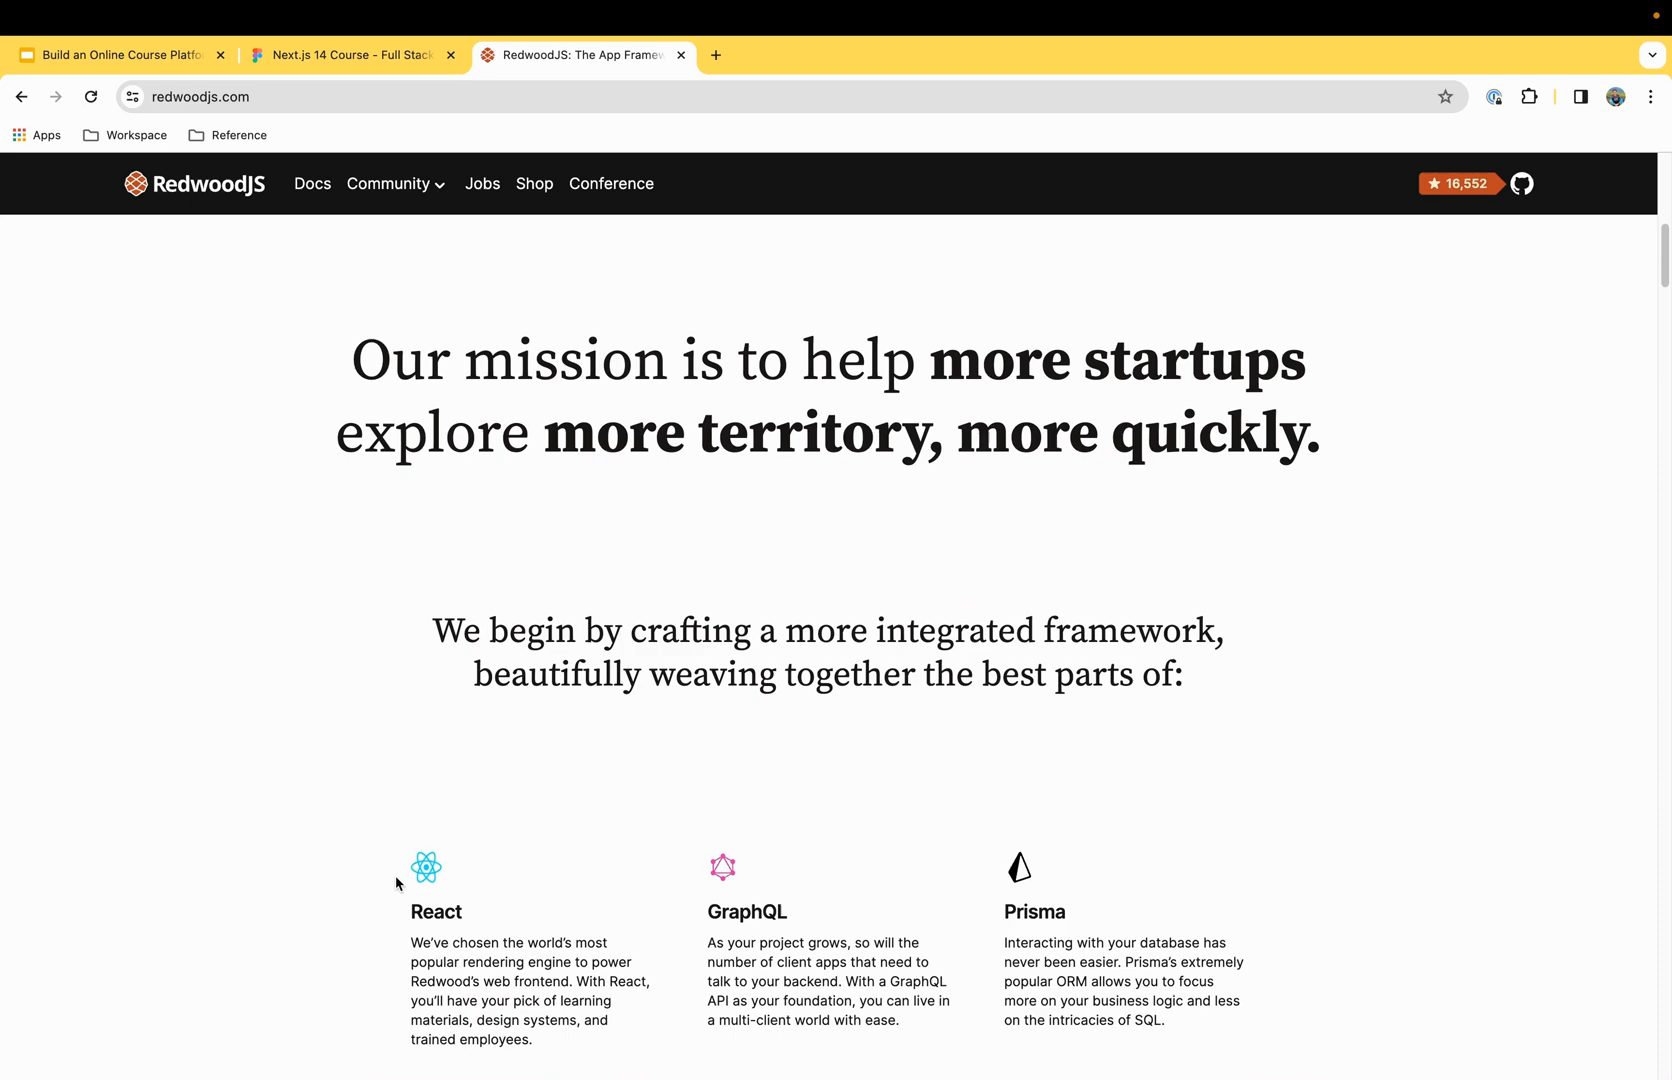 Build an Online Course Platfo
Next.js 14 Course - Full Stack
RedwoodJS: The App Framew
redwoodjs.com
Apps
Workspace
Reference
RedwoodJS
Docs
Community
Jobs
Shop
Conference
16,552
Our mission is to help more startups
explore more territory, more quickly.
We begin by crafting a more integrated framework,
beautifully weaving together the best parts of:
React
We’ve chosen the world’s most
popular rendering engine to power
Redwood’s web frontend. With React,
you’ll have your pick of learning
materials, design systems, and
trained employees.
GraphQL
As your project grows, so will the
number of client apps that need to
talk to your backend. With a GraphQL
API as your foundation, you can live in
a multi-client world with ease.
Prisma
Interacting with your database has
never been easier. Prisma’s extremely
popular ORM allows you to focus
more on your business logic and less
on the intricacies of SQL.